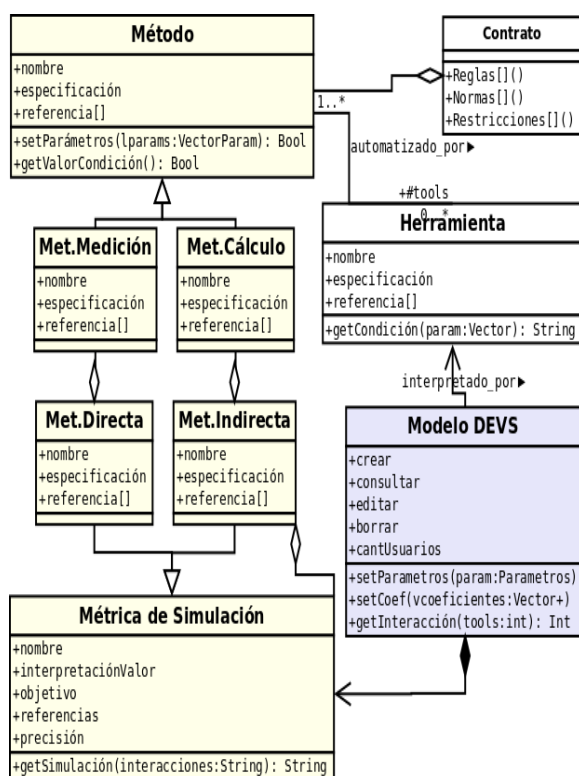 Método
+nombre
+especificación
+referencia[]
+setParámetros(lparams:VectorParam): Bool
+getValorCondición(): Bool
Contrato
+Reglas[]()
+Normas[]()
+Restricciones[]()
1..*
automatizado_por
+#tools
0..*
Herramienta
+nombre
+especificación
+referencia[]
+getCondición(param:Vector): String
Met.Medición
+nombre
+especificación
+referencia[]
Met.Cálculo
+nombre
+especificación
+referencia[]
interpretado_por
Met.Directa
+nombre
+especificación
+referencia[]
Met.Indirecta
+nombre
+especificación
+referencia[]
Modelo DEVS
+crear
+consultar
+editar
+borrar
+cantUsuarios
+setParametros(param:Parametros)
+setCoef(vcoeficientes:Vector+)
+getInteracción(tools:int): Int
Métrica de Simulación
+nombre
+interpretaciónValor
+objetivo
+referencias
+precisión
+getSimulación(interacciones:String): String